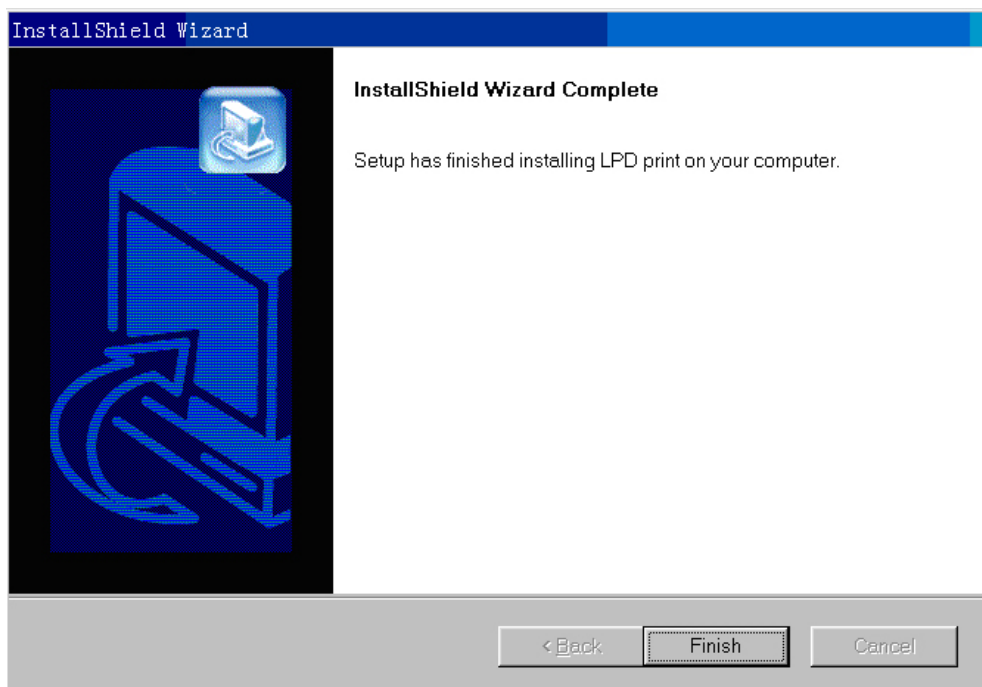 InstallShield Wizard
InstallShield Wizard Complete
Setup has finished installing LPD print on your computer.
< Back
Finish
Cancel